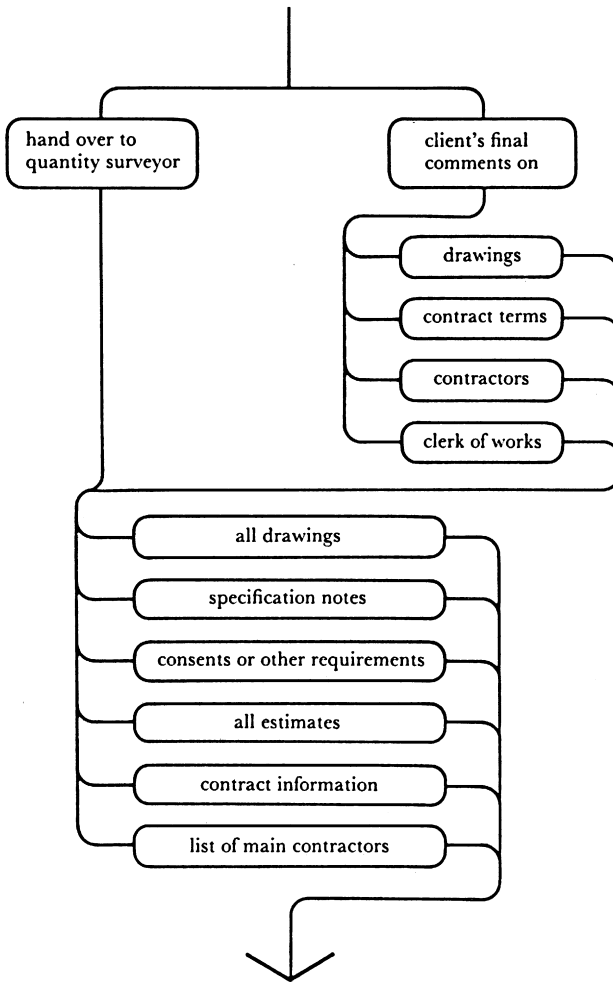 hand over to
quantity surveyor
client's final
comments on
drawings
contract terms
contractors
clerk of works
all drawings
specification notes
consents or other requirements
all estimates
contract information
list of main contractors